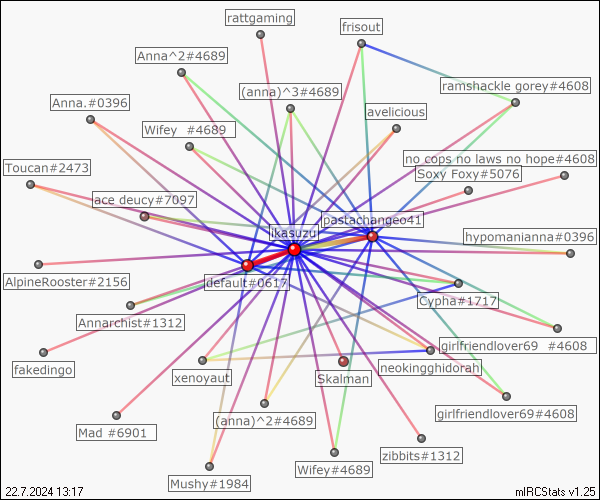 rattgaming
frisout
Anna^2#4689
(anna)^3#4689
ramshackle gorey#4608
Anna.#0396
lavelicious
Wifey_#4689
no cops no laws no hope#4608
Toucan#2473
Soxy Foxy#5076
ace deucy#7097
pastachangeo41
ikasuzu
hypomanianna#0396
AlpineRooster#2156
default#0617
Cypha#1717
Annarchist#1312
girlfriendlover69_#4608
fakedingo
neokingghidorah
xenoyaut
Skalman
girlfriendlover69#4608
(anna)^2#4689
Mad #6901
zibbits#1312
Wifey#4689
Mushy#1984
22.7.2024 13:17
mIRCStats v1.25